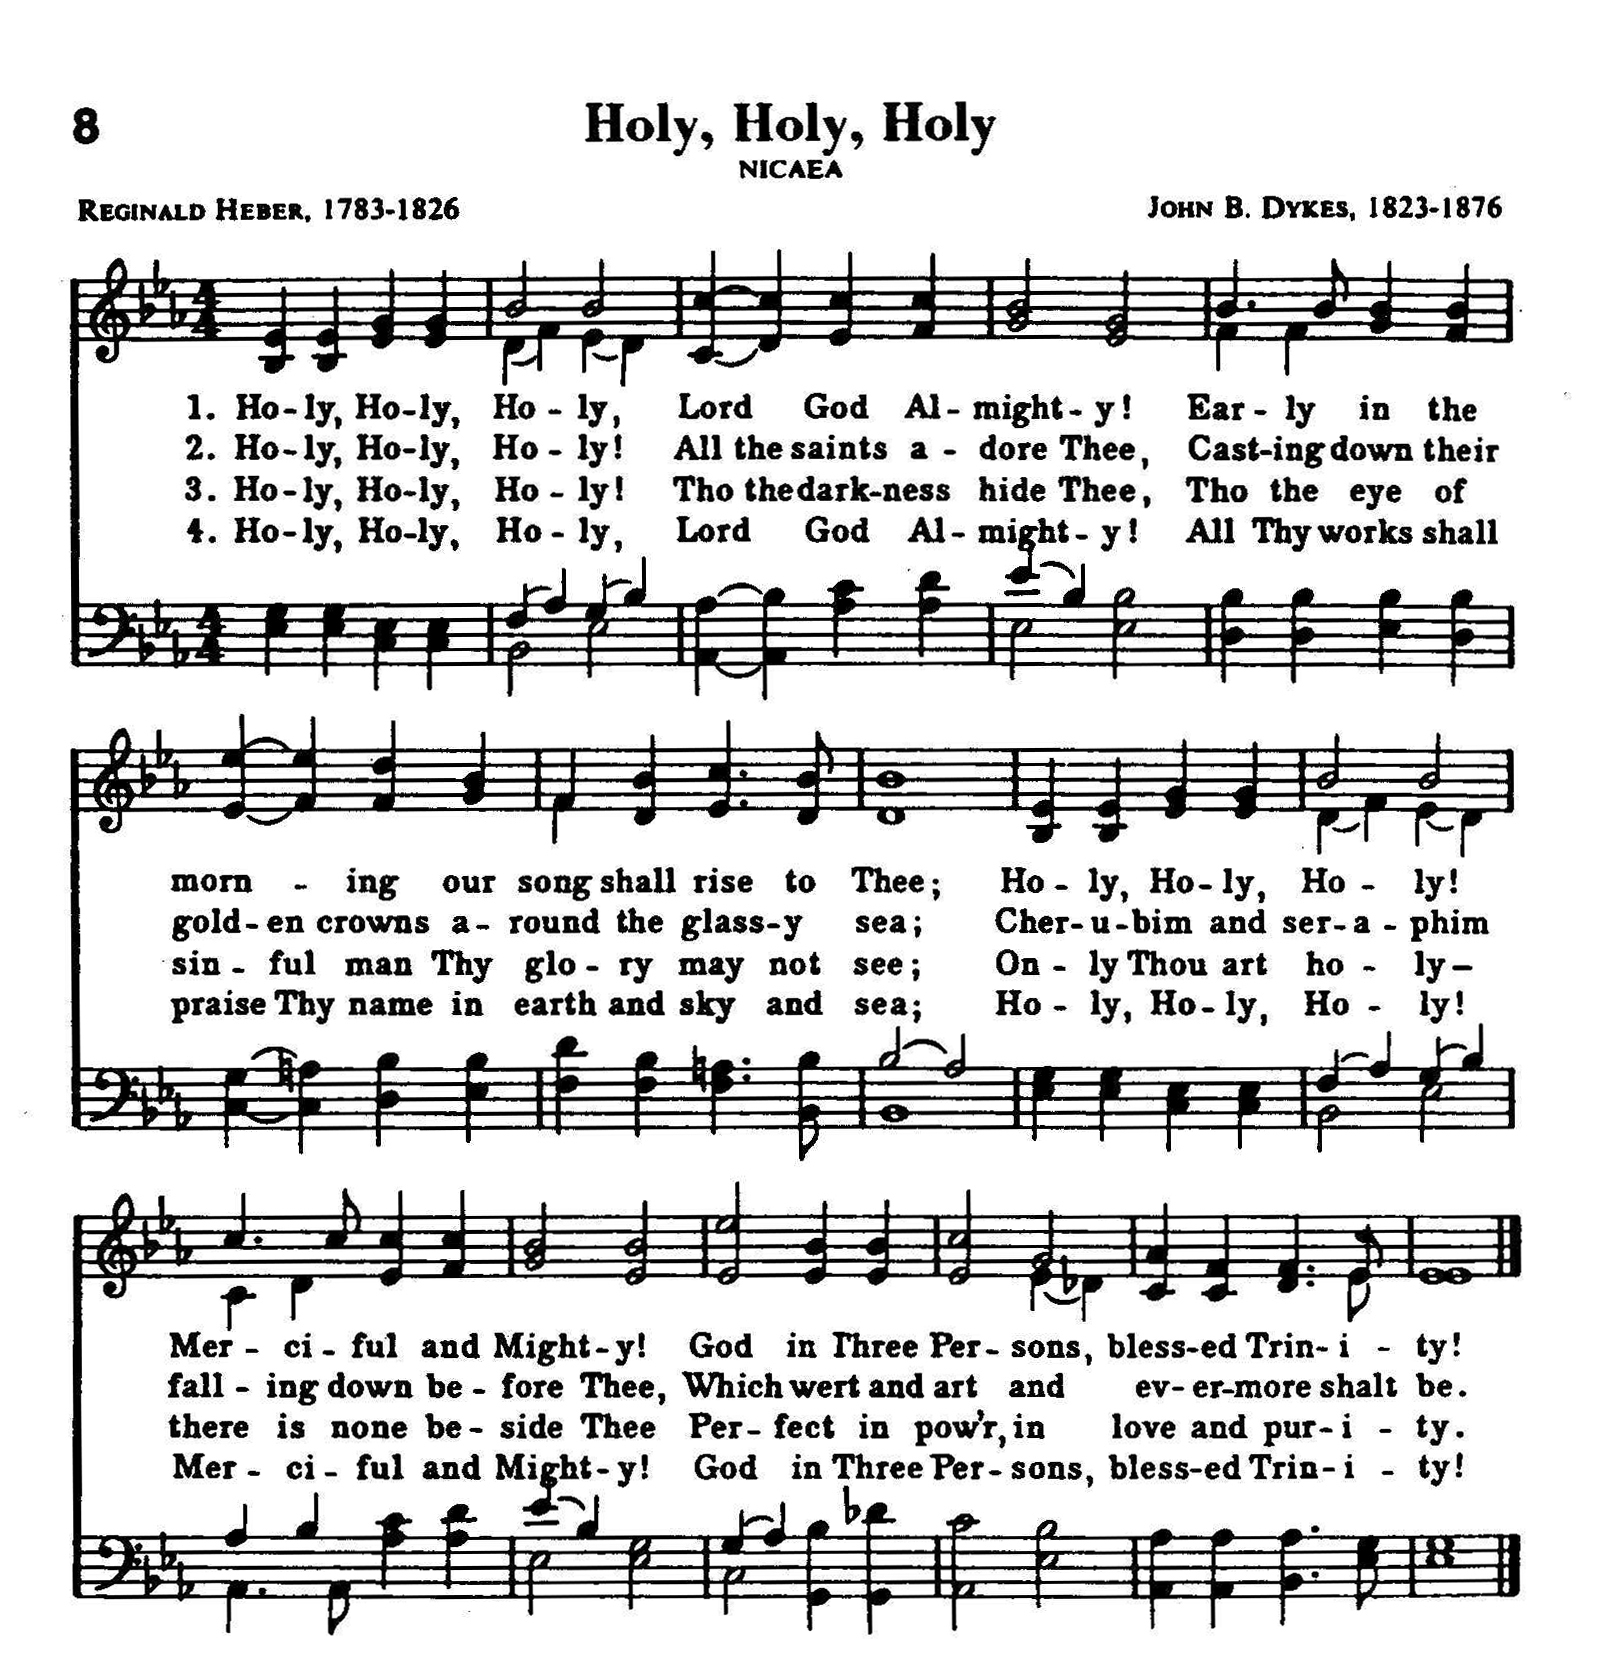 8
Holy, Holy, Holy
NICAEA
REGINALD HEBER, 1783-1826
JOHN B. DYKES, 1823-1876
1. Ho-ly, Ho-ly, Ho - ly, Lord God Al-might-y! Ear-ly in the
2. Ho-ly, Ho-ly, Ho - ly! All the saints a - dore Thee, Cast-ing down their
3. Ho-ly, Ho-ly, Ho - ly! Tho the dark-ness hide Thee, Tho the eye of
4. Ho-ly, Ho-ly, Ho - ly, Lord God Al-might-y! All Thy works shall
morn - ing our song shall rise to Thee; Ho - ly, Ho-ly, Ho - ly!
gold-en crowns a-round the glass-y sea; Cher-u-bim and ser-a-phim
sin - ful man Thy glo - ry may not see; On - ly Thou art ho - ly–
praise Thy name in earth and sky and sea; Ho - ly, Ho-ly, Ho - ly!
Mer - ci - ful and Might-y! God in Three Per-sons, bless-ed Trin-i - ty!
fall - ing down be - fore Thee, Which wert and art and ev-er-more shalt be.
there is none be - side Thee Per-fect in pow'r, in love and pur-i - ty.
Mer - ci - ful and Might-y! God in Three Per-sons, bless-ed Trin-i - ty!